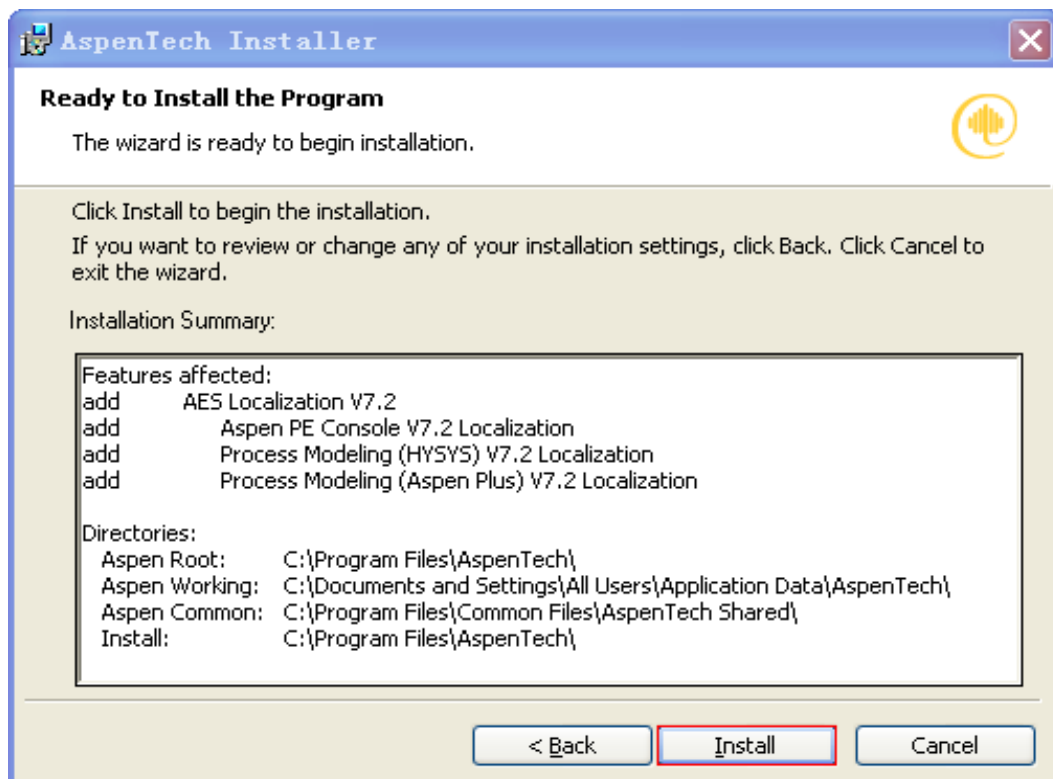 AspenTech Installer
Ready to Install the Program
The wizard is ready to begin installation.
Click Install to begin the installation.
If you want to review or change any of your installation settings, click Back. Click Cancel to
exit the wizard.
Installation Summary:
Features affected:
add AES Localization V7.2
add Aspen PE Console V7.2 Localization
add Process Modeling (HYSYS) V7.2 Localization
add Process Modeling (Aspen Plus) V7.2 Localization
Directories:
Aspen Root: C:\Program Files\AspenTech\
Aspen Working: C:\Documents and Settings\All Users\Application Data\AspenTech\
Aspen Common: C:\Program Files\Common Files\AspenTech Shared\
Install: C:\Program Files\AspenTech\
< Back Install Cancel